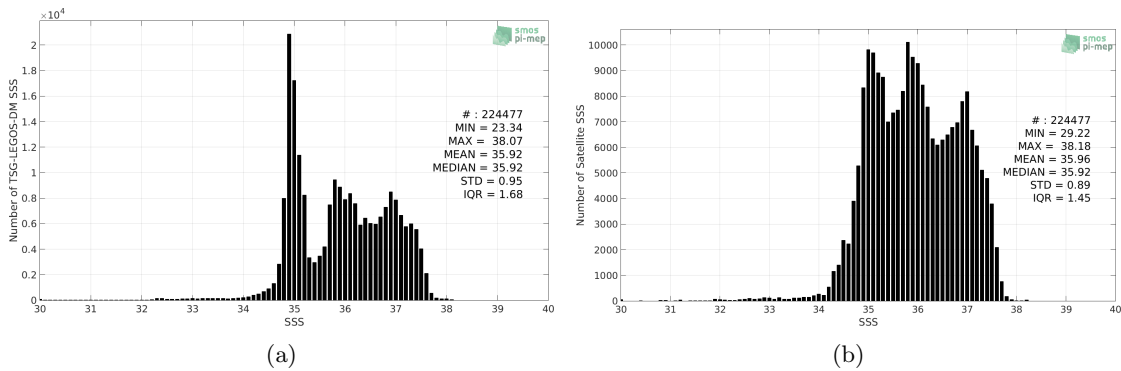 ×10⁴
2
1.8
1.6
1.4
1.2
1
0.8
0.6
0.4
0.2
0
Number of TSG-LEGOS-DM SSS
30 31 32 33 34 35 36 37 38 39 40
SSS
smos
pi-mep
# : 224477
MIN = 23.34
MAX = 38.07
MEAN = 35.92
MEDIAN = 35.92
STD = 0.95
IQR = 1.68
(a)
10000
9000
8000
7000
6000
5000
4000
3000
2000
1000
0
Number of Satellite SSS
30 31 32 33 34 35 36 37 38 39 40
SSS
smos
pi-mep
# : 224477
MIN = 29.22
MAX = 38.18
MEAN = 35.96
MEDIAN = 35.92
STD = 0.89
IQR = 1.45
(b)